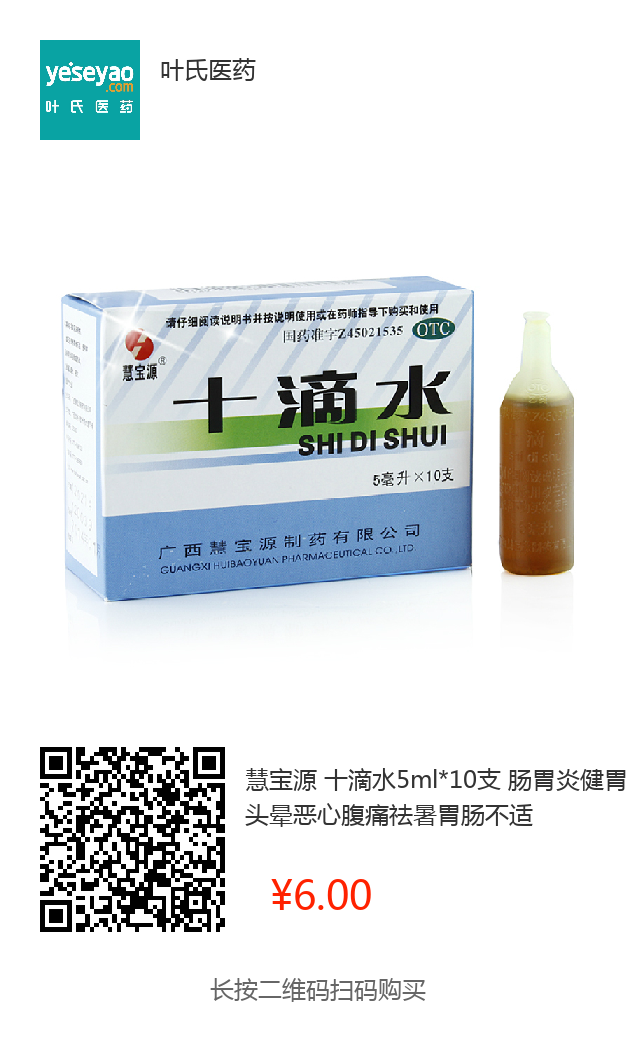 yeseyao
.com
叶氏医药
叶氏医药
请仔细阅读说明书并按说明使用或在药师指导下购买和使用
国药准字Z45021535
OTC
慧宝源®
十滴水
SHI DI SHUI
5毫升×10支
广西慧宝源制药有限公司
GUANGXI HUIBAOYUAN PHARMACEUTICAL CO.,LTD.
慧宝源 十滴水5ml*10支 肠胃炎健胃
头晕恶心腹痛祛暑胃肠不适
¥6.00
长按二维码扫码购买